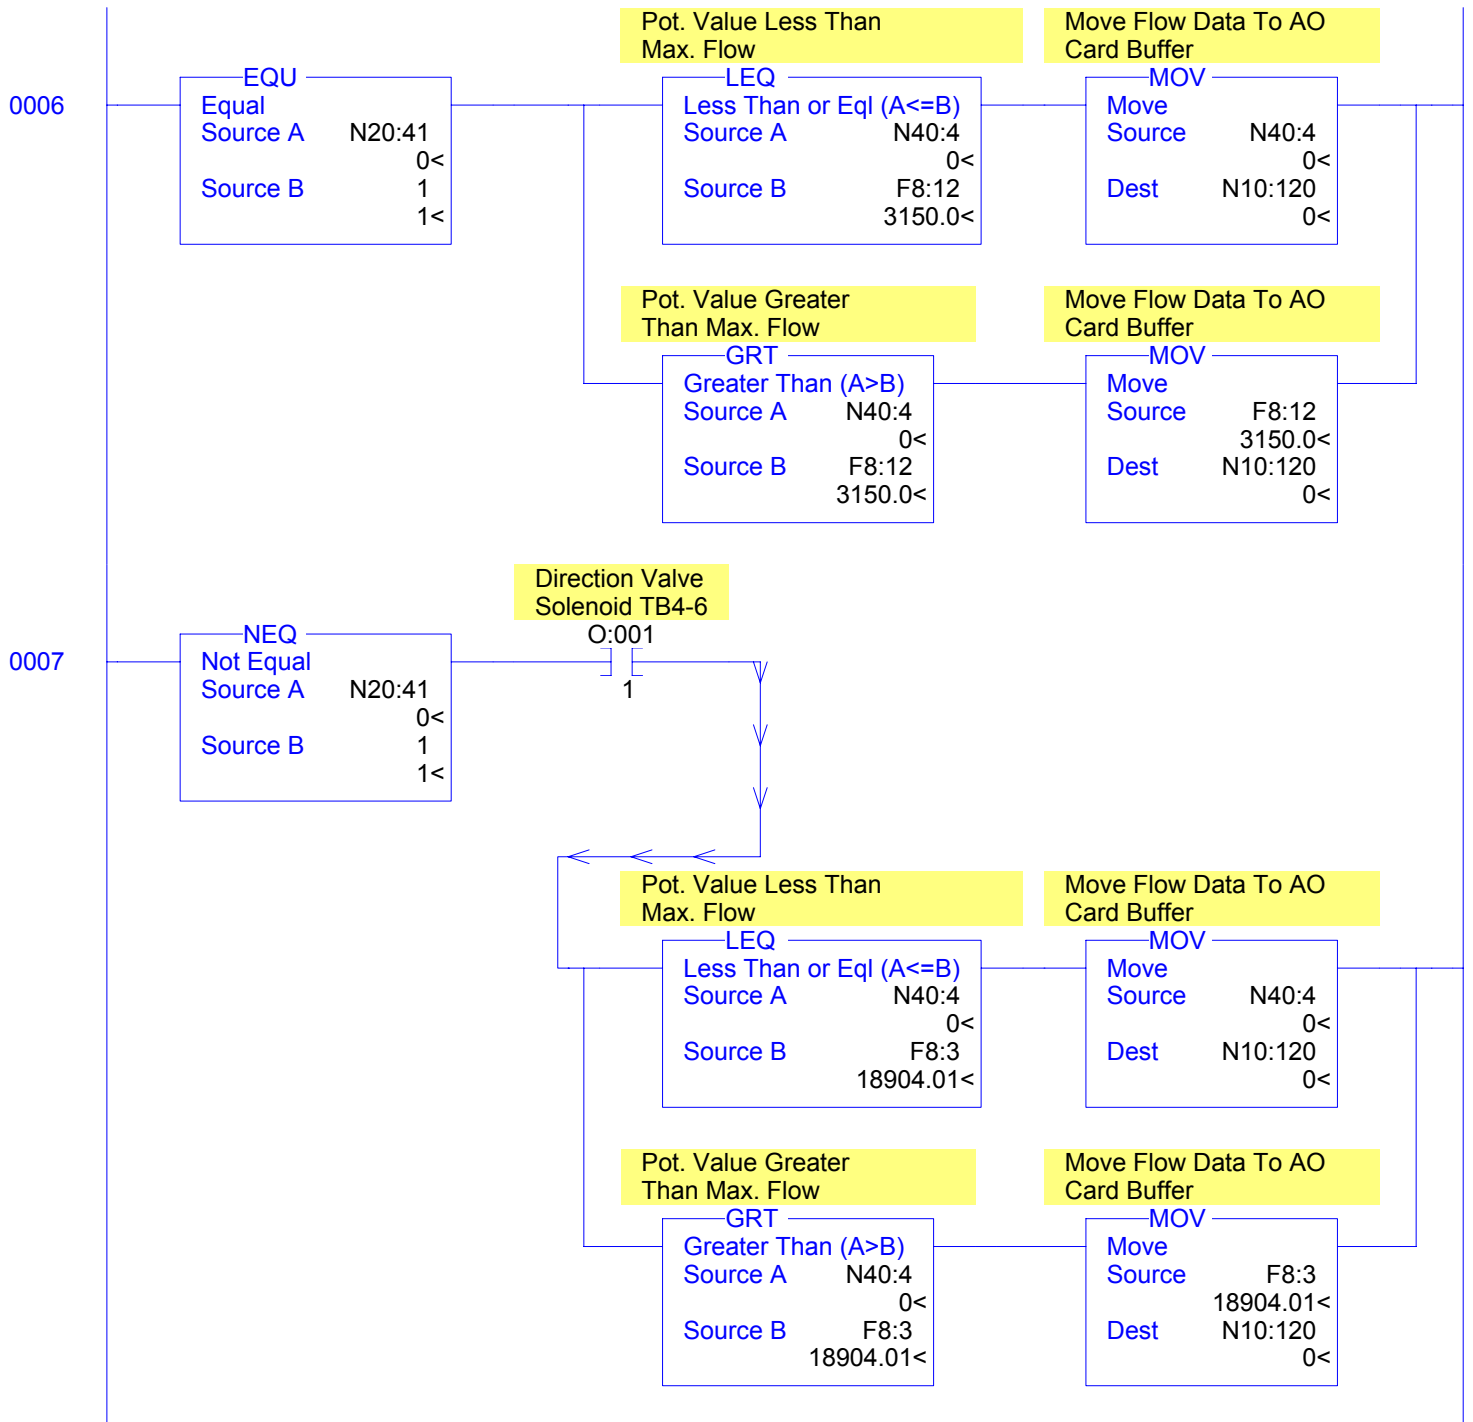 Pot. Value Less Than
Max. Flow
Move Flow Data To AO
Card Buffer
0006
EQU
Equal
Source A N20:41
0<
Source B 1
1<
LEQ
Less Than or Eql (A<=B)
Source A N40:4
0<
Source B F8:12
3150.0<
MOV
Move
Source N40:4
0<
Dest N10:120
0<
Pot. Value Greater
Than Max. Flow
Move Flow Data To AO
Card Buffer
GRT
Greater Than (A>B)
Source A N40:4
0<
Source B F8:12
3150.0<
MOV
Move
Source F8:12
3150.0<
Dest N10:120
0<
Direction Valve
Solenoid TB4-6
0007
NEQ
Not Equal
Source A N20:41
0<
Source B 1
1<
O:001
1
Pot. Value Less Than
Max. Flow
Move Flow Data To AO
Card Buffer
LEQ
Less Than or Eql (A<=B)
Source A N40:4
0<
Source B F8:3
18904.01<
MOV
Move
Source N40:4
0<
Dest N10:120
0<
Pot. Value Greater
Than Max. Flow
Move Flow Data To AO
Card Buffer
GRT
Greater Than (A>B)
Source A N40:4
0<
Source B F8:3
18904.01<
MOV
Move
Source F8:3
18904.01<
Dest N10:120
0<